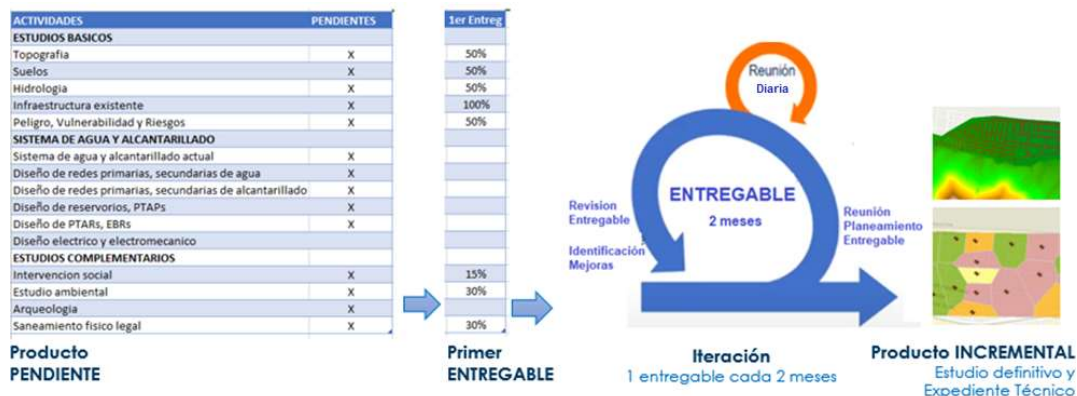 ACTIVIDADES PENDIENTES 1er Entreg
ESTUDIOS BASICOS
Topografia X 50%
Suelos X 50%
Hidrologia X 50%
Infraestructura existente X 100%
Peligro, Vulnerabilidad y Riesgos X 50%
SISTEMA DE AGUA Y ALCANTARILLADO
Sistema de agua y alcantarillado actual X
Diseño de redes primarias, secundarias de agua X
Diseño de redes primarias, secundarias de alcantarillado X
Diseño de reservorios, PTAPs X
Diseño de PTARs, EBRs X
Diseño electrico y electromecanico
ESTUDIOS COMPLEMENTARIOS
Intervencion social X 15%
Estudio ambiental X 30%
Arqueologia X
Saneamiento fisico legal X 30%
Producto
PENDIENTE
Primer
ENTREGABLE
Reunión
Diaria
ENTREGABLE
2 meses
Revision
Entregable
Identificación
Mejoras
Reunión
Planeamiento
Entregable
Iteración
1 entregable cada 2 meses
Producto INCREMENTAL
Estudio definitivo y
Expediente Técnico